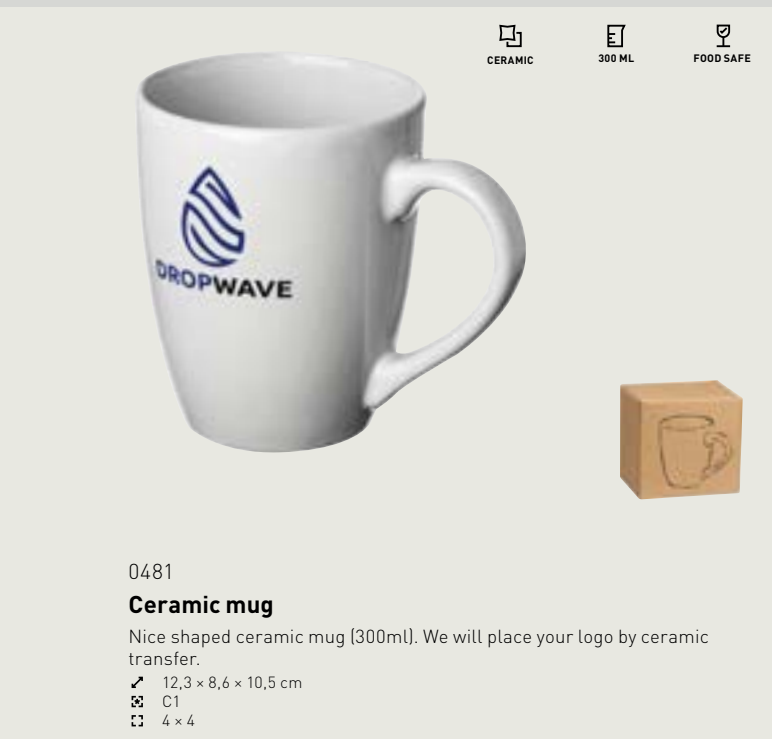 CERAMIC
300 ML
FOOD SAFE
DROPWAVE
0481
Ceramic mug
Nice shaped ceramic mug (300ml). We will place your logo by ceramic
transfer.
12,3 × 8,6 × 10,5 cm
C1
4 × 4